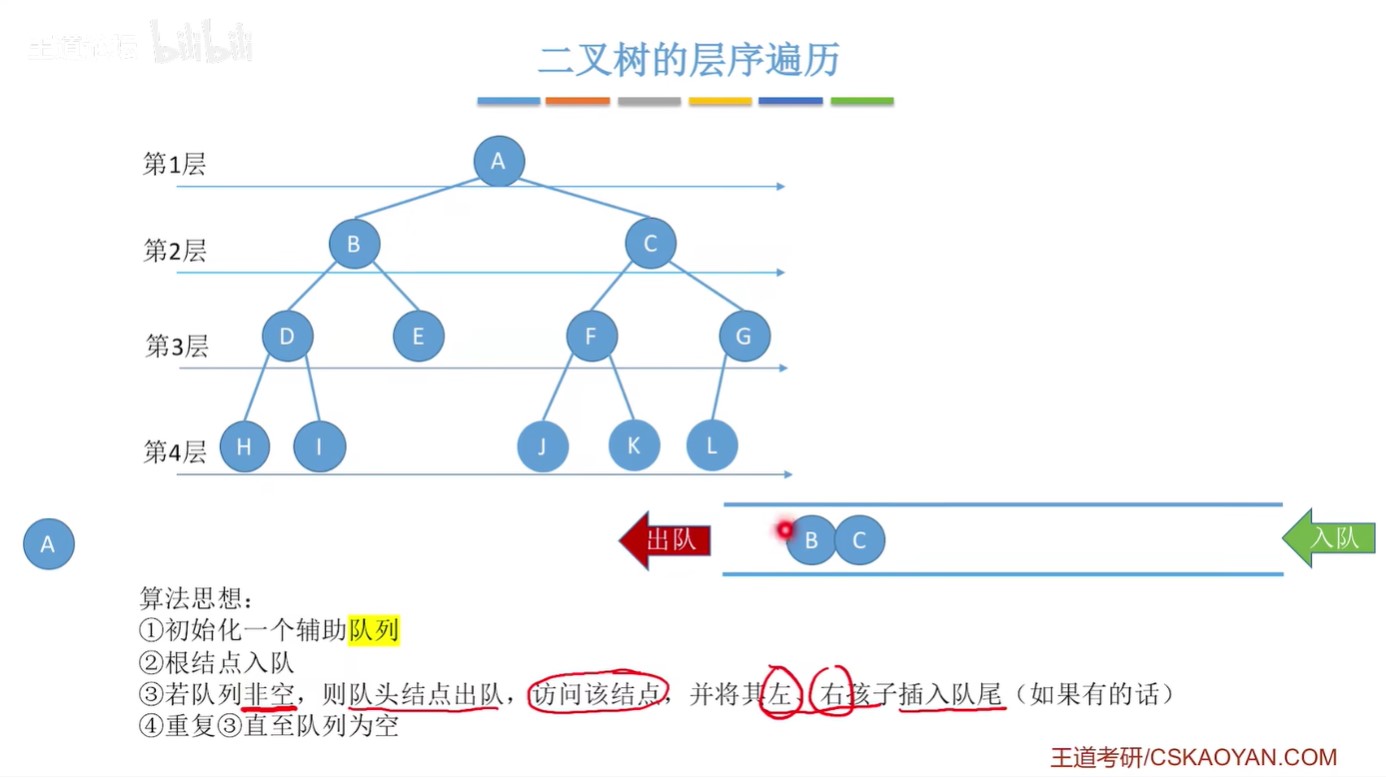 王道论坛 bilibili
二叉树的层序遍历
第1层
A
第2层
B
C
第3层
D
E
F
G
第4层
H
I
J
K
L
A
出队
B
C
入队
算法思想：
①初始化一个辅助队列
②根结点入队
③若队列非空，则队头结点出队，访问该结点，并将其左、右孩子插入队尾（如果有的话）
④重复③直至队列为空
王道考研/CSKAOYAN.COM